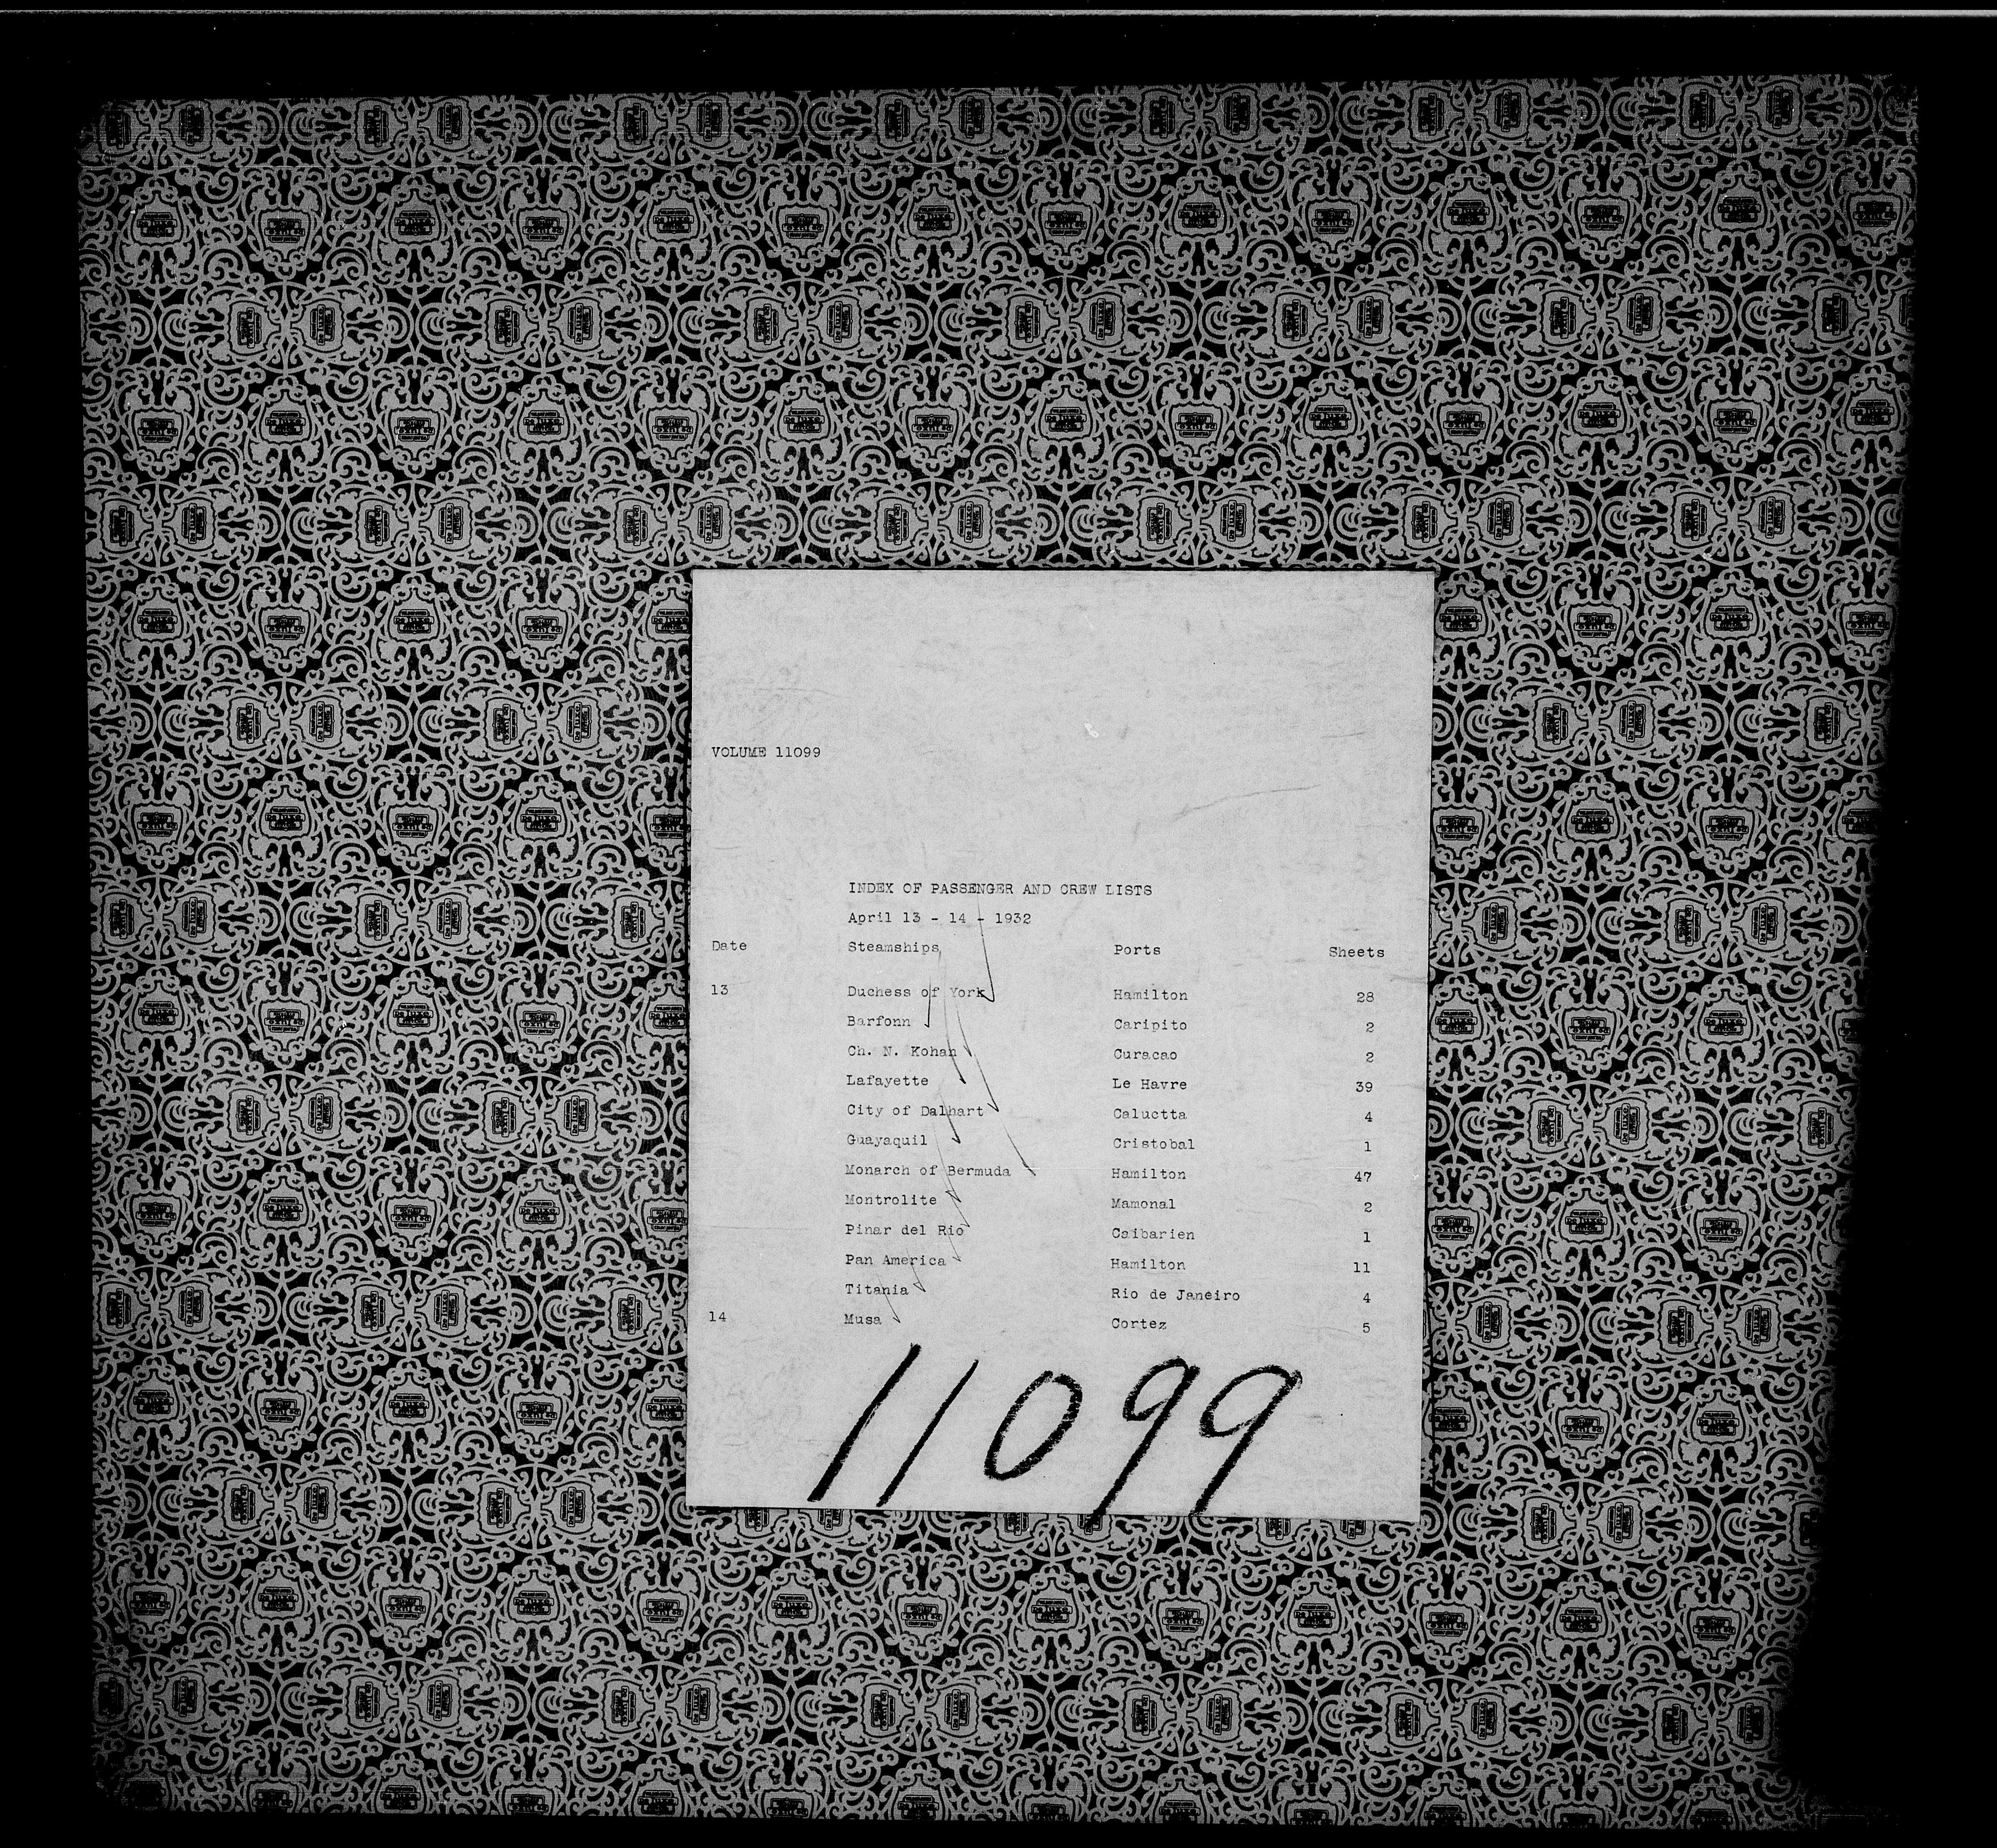 VOLUME 11099
INDEX OF PASSENGER AND CREW LISTS
April 13 - 14 - 1932
Date Steamships Ports Sheets
13 Duchess of York Hamilton 28
Barfonn Caripito 2
Ch. N. Kohan Curacao 2
Lafayette Le Havre 39
City of Dalhart Caluctta 4
Guayaquil Cristobal 1
Monarch of Bermuda Hamilton 47
Montrolite Mamonal 2
Pinar del Rio Caibarien 1
Pan America Hamilton 11
Titania Rio de Janeiro 4
14 Musa Cortez 5
11099